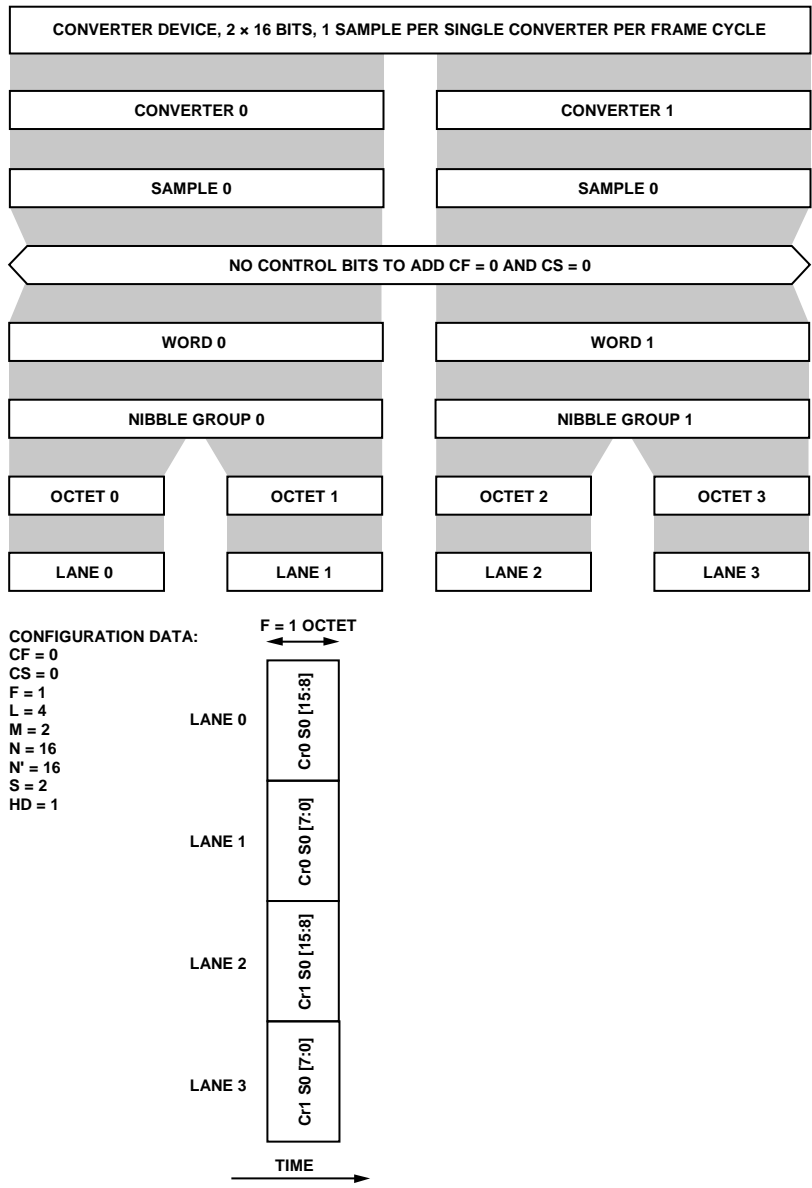 CONVERTER DEVICE, 2 × 16 BITS, 1 SAMPLE PER SINGLE CONVERTER PER FRAME CYCLE
CONVERTER 0
CONVERTER 1
SAMPLE 0
SAMPLE 0
NO CONTROL BITS TO ADD CF = 0 AND CS = 0
WORD 0
WORD 1
NIBBLE GROUP 0
NIBBLE GROUP 1
OCTET 0
OCTET 1
OCTET 2
OCTET 3
LANE 0
LANE 1
LANE 2
LANE 3
CONFIGURATION DATA:
CF = 0
CS = 0
F = 1
L = 4
M = 2
N = 16
N' = 16
S = 2
HD = 1
F = 1 OCTET
LANE 0
Cr0 S0 [15:8]
LANE 1
Cr0 S0 [7:0]
LANE 2
Cr1 S0 [15:8]
LANE 3
Cr1 S0 [7:0]
TIME